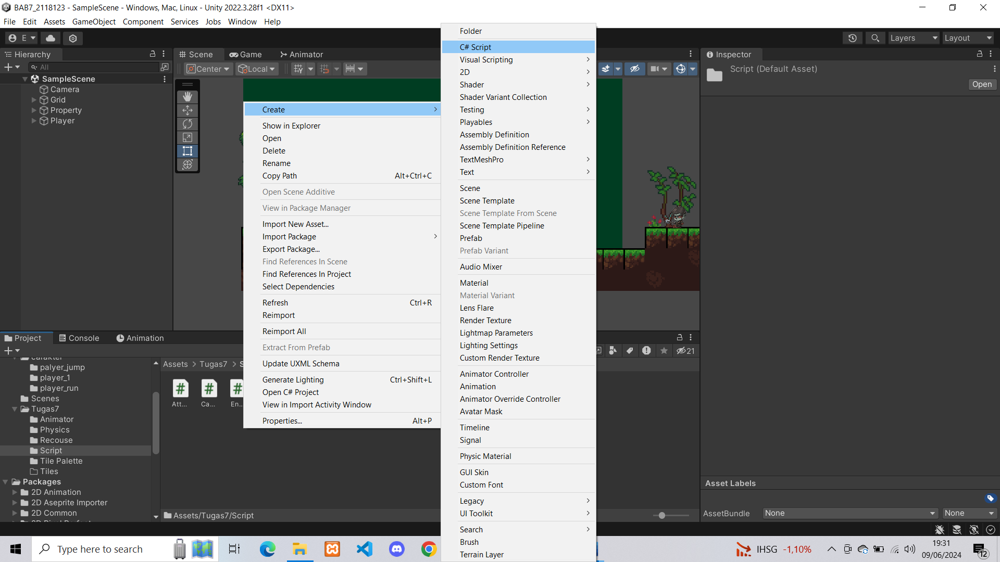 BAB7_2118123 - SampleScene - Windows, Mac, Linux - Unity 2022.3.28f1 <DX11>
File Edit Assets GameObject Component Services Jobs Window Help
E
Layers
Layout
Hierarchy
All
SampleScene
Camera
Grid
Property
Player
Scene
Game
Animator
Center
Local
Create
Show in Explorer
Open
Delete
Rename
Copy Path Alt+Ctrl+C
Open Scene Additive
View in Package Manager
Import New Asset...
Import Package
Export Package...
Find References In Scene
Find References In Project
Select Dependencies
Refresh Ctrl+R
Reimport
Reimport All
Extract From Prefab
Update UXML Schema
Generate Lighting Ctrl+Shift+L
Open C# Project
View in Import Activity Window
Properties... Alt+P
Folder
C# Script
Visual Scripting
2D
Shader
Shader Variant Collection
Testing
Playables
Assembly Definition
Assembly Definition Reference
TextMeshPro
Text
Scene
Scene Template
Scene Template From Scene
Scene Template Pipeline
Prefab
Prefab Variant
Audio Mixer
Material
Material Variant
Lens Flare
Render Texture
Lightmap Parameters
Lighting Settings
Custom Render Texture
Animator Controller
Animation
Animator Override Controller
Avatar Mask
Timeline
Signal
Physic Material
GUI Skin
Custom Font
Legacy
UI Toolkit
Search
Brush
Terrain Layer
Inspector
Script (Default Asset)
Open
Asset Labels
AssetBundle None None
Project
Console
Animation
21
palyer_jump
player_1
player_run
Scenes
Tugas7
Animator
Physics
Recouse
Script
Tile Palette
Tiles
Packages
2D Animation
2D Aseprite Importer
2D Common
Assets > Tugas7 > S
Att...
Ca...
En...
Assets/Tugas7/Script
Type here to search
IHSG -1,10%
19:31
09/06/2024
12